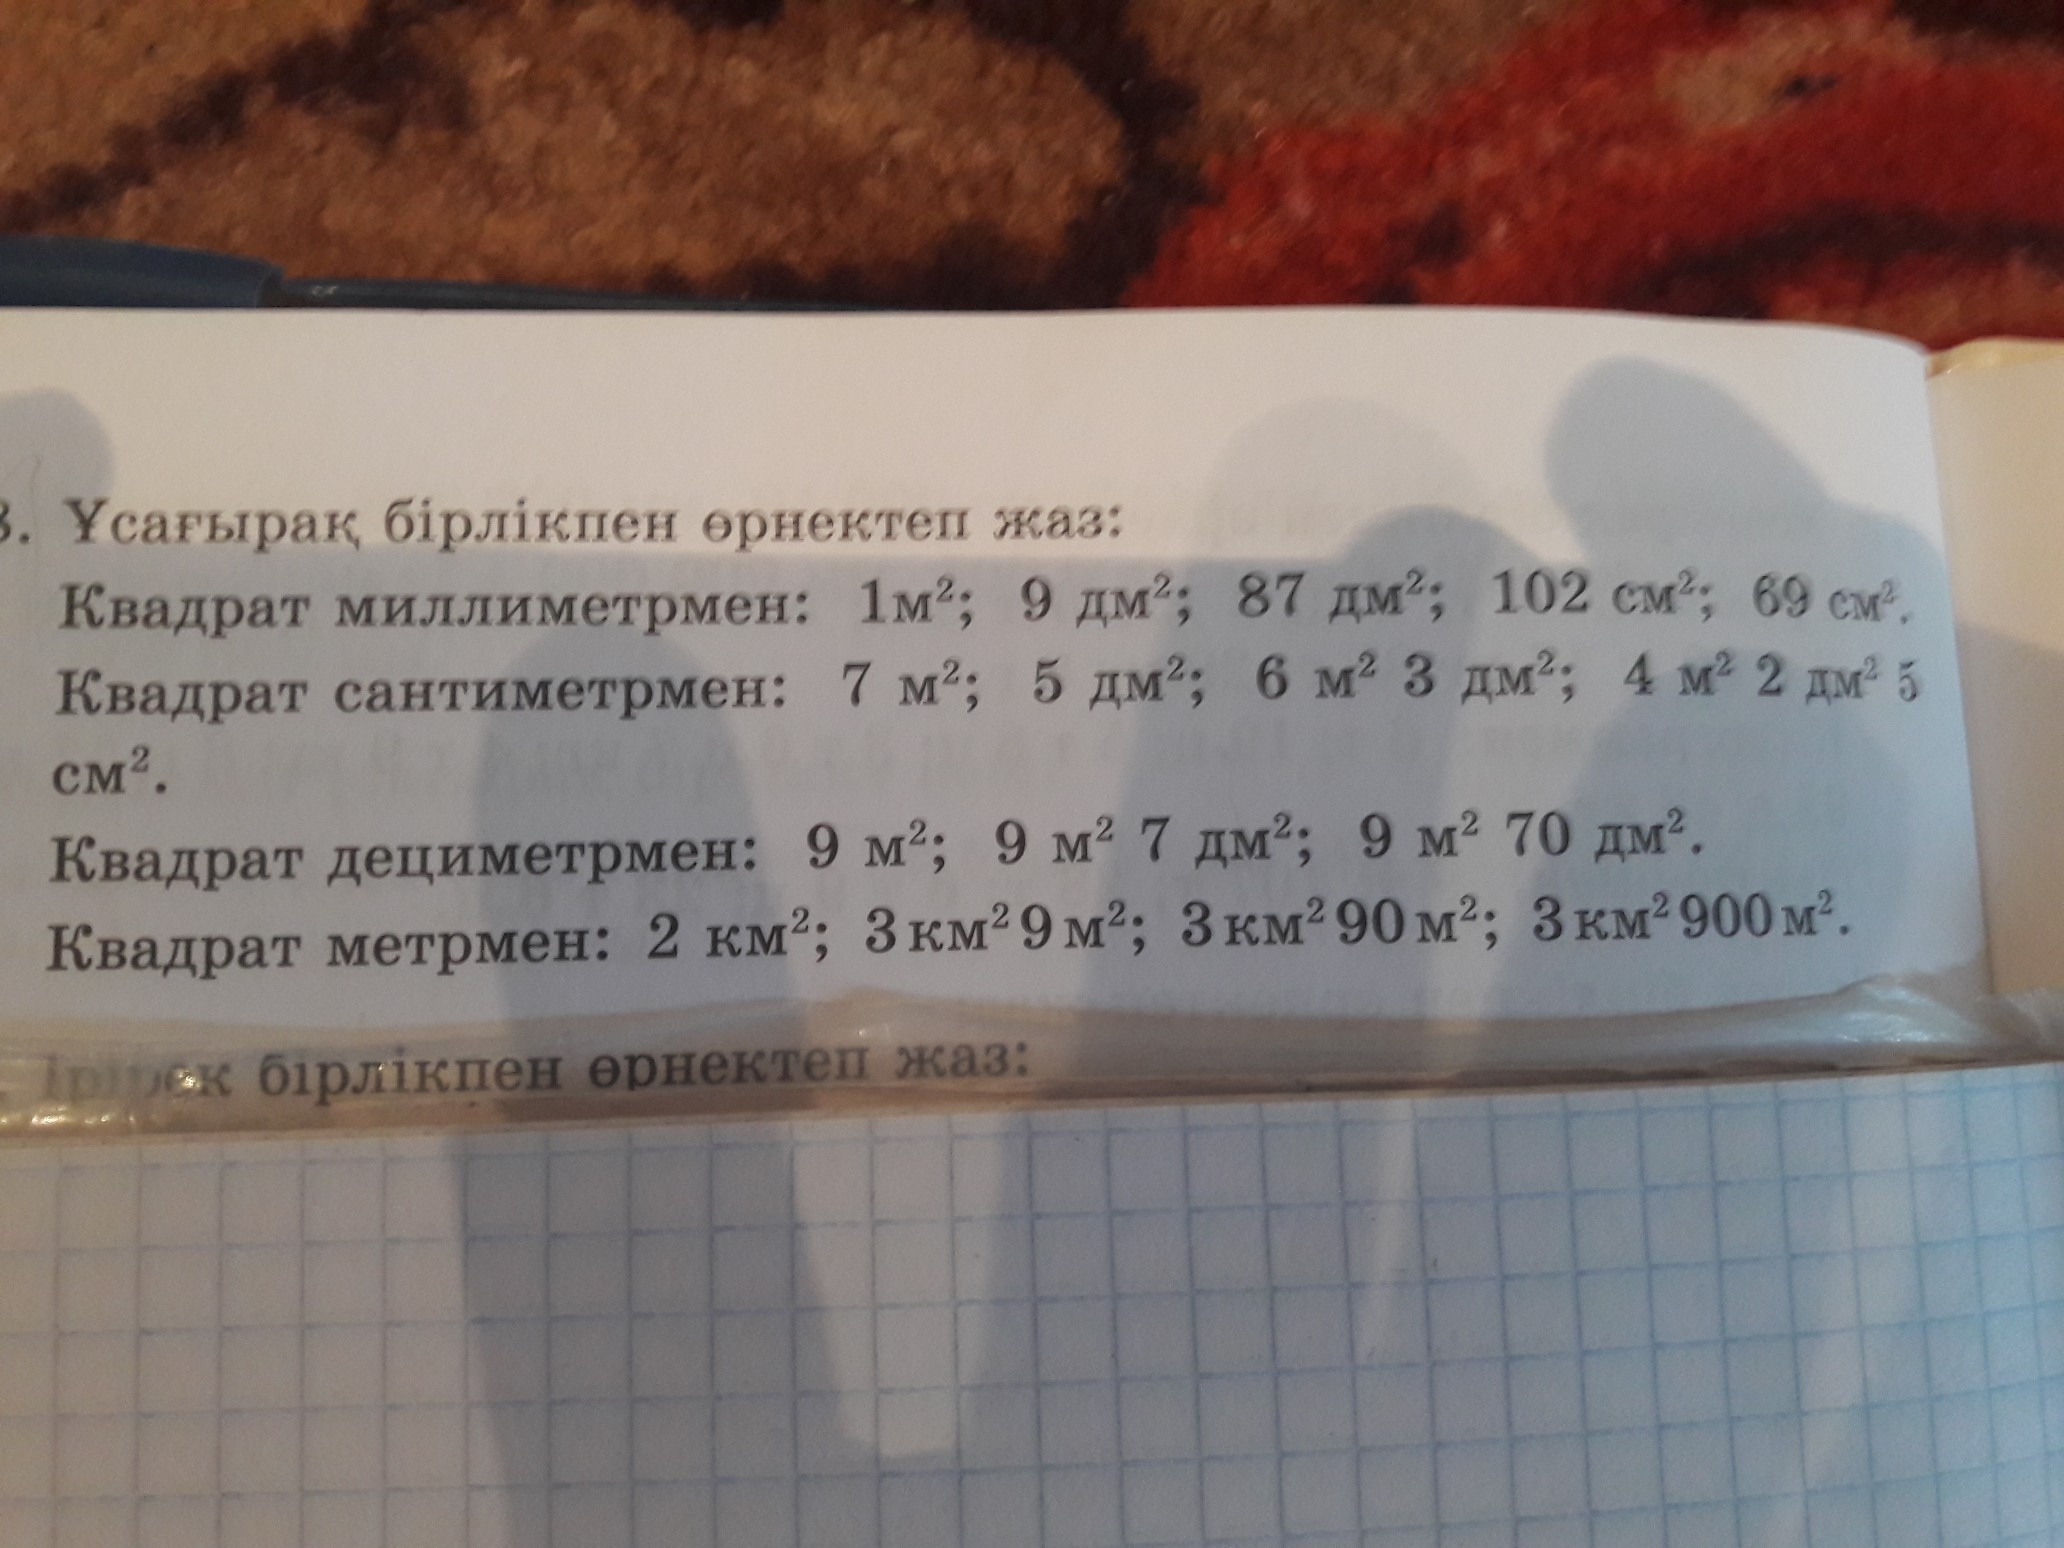 3. Ұсағырақ бірлікпен өрнектеп жаз:
Квадрат миллиметрмен: 1м²; 9 дм²; 87 дм²; 102 см²; 69 см².
Квадрат сантиметрмен: 7 м²; 5 дм²; 6 м² 3 дм²; 4 м² 2 дм² 5
см².
Квадрат дециметрмен: 9 м²; 9 м² 7 дм²; 9 м² 70 дм².
Квадрат метрмен: 2 км²; 3 км² 9 м²; 3 км² 90 м²; 3 км² 900 м².
Ірірек бірлікпен өрнектеп жаз: